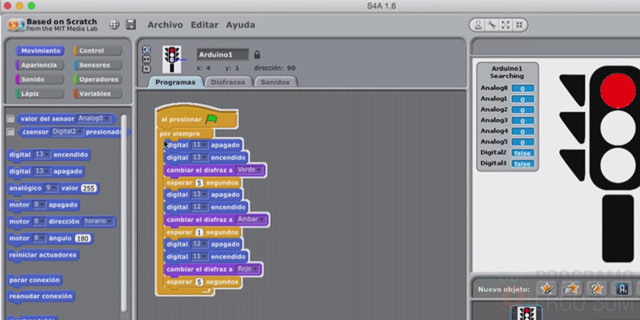 S4A 1.6
Based on Scratch
from the MIT Media Lab
Archivo Editar Ayuda
Movimiento
Control
Apariencia
Sensores
Sonido
Operadores
Lápiz
Variables
Arduino1
x: 4 y: 1 dirección: 90
Programas Disfraces Sonidos
valor del sensor Analog0
¿sensor Digital2 presionado
digital 13 encendido
digital 13 apagado
analógico 9 valor 255
motor 8 apagado
motor 8 dirección horario
motor 8 ángulo 180
reiniciar actuadores
parar conexión
reanudar conexión
al presionar
por siempre
digital 11 apagado
digital 13 encendido
cambiar el disfraz a Verde
esperar 5 segundos
digital 13 apagado
digital 12 encendido
cambiar el disfraz a Ámbar
esperar 1 segundos
digital 12 apagado
digital 11 encendido
cambiar el disfraz a Rojo
esperar 5 segundos
Arduino1
Searching
Analog0 0
Analog1 0
Analog2 0
Analog3 0
Analog4 0
Analog5 0
Digital2 false
Digital3 false
Nuevo objeto:
PROGRAMO
ERGO SUM